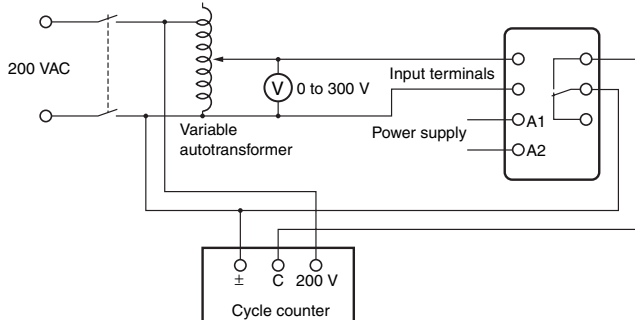 200 VAC
V
0 to 300 V
Variable
autotransformer
Input terminals
Power supply
A1
A2
± C 200 V
Cycle counter